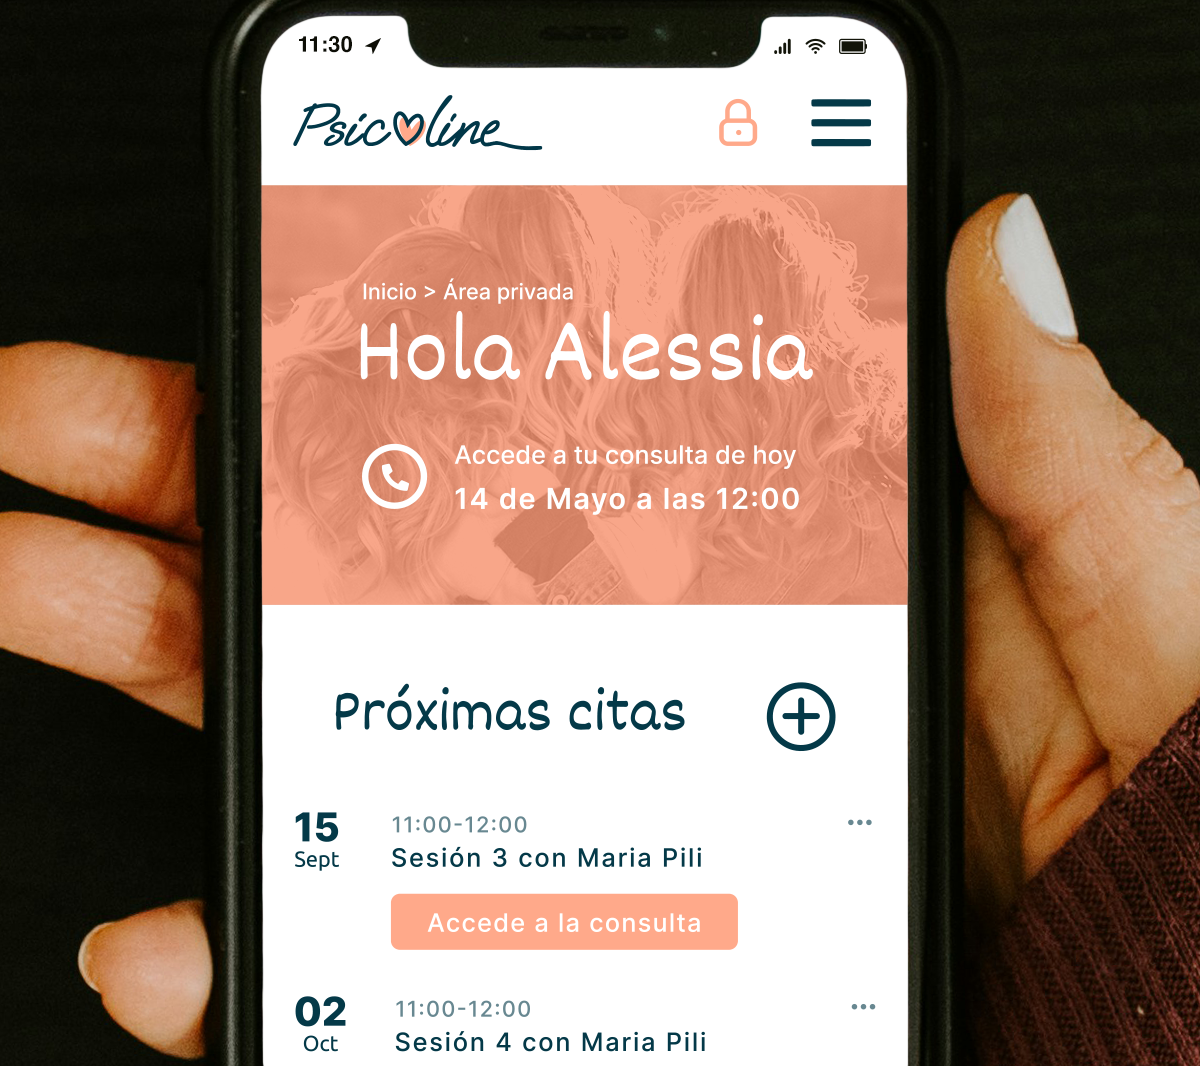 11:30
Psicoline
Inicio > Área privada
Hola Alessia
Accede a tu consulta de hoy
14 de Mayo a las 12:00
Próximas citas
15
Sept
11:00-12:00
Sesión 3 con Maria Pili
Accede a la consulta
02
Oct
11:00-12:00
Sesión 4 con Maria Pili